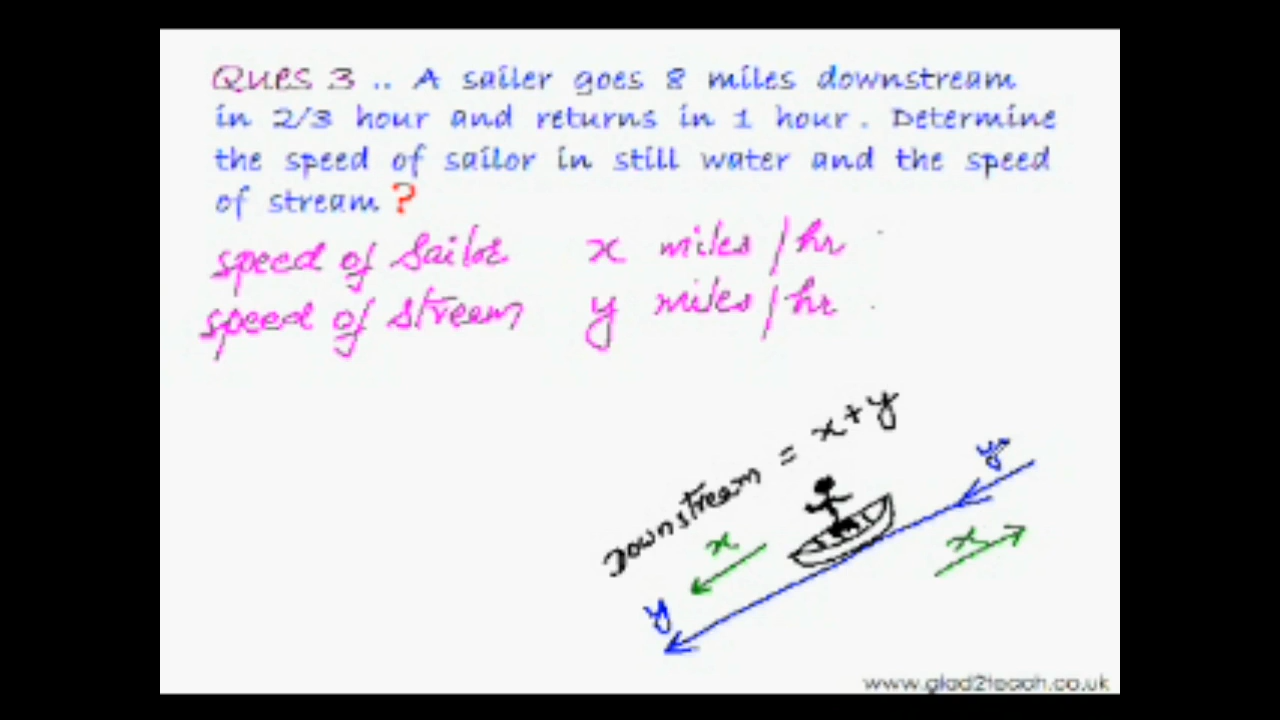 Ques 3 .. A sailer goes 8 miles downstream
in 2/3 hour and returns in 1 hour. Determine
the speed of sailor in still water and the speed
of stream ?
speed of Sailor x miles/hr
speed of stream y miles/hr
Downstream = x+y
y
x
x
y
www.glad2teach.co.uk